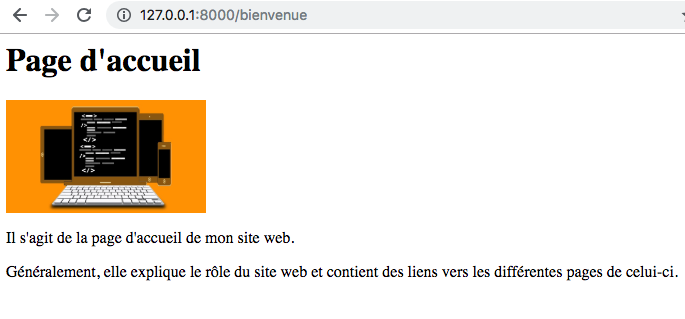 127.0.0.1:8000/bienvenue
Page d'accueil
Il s'agit de la page d'accueil de mon site web.
Généralement, elle explique le rôle du site web et contient des liens vers les différentes pages de celui-ci.